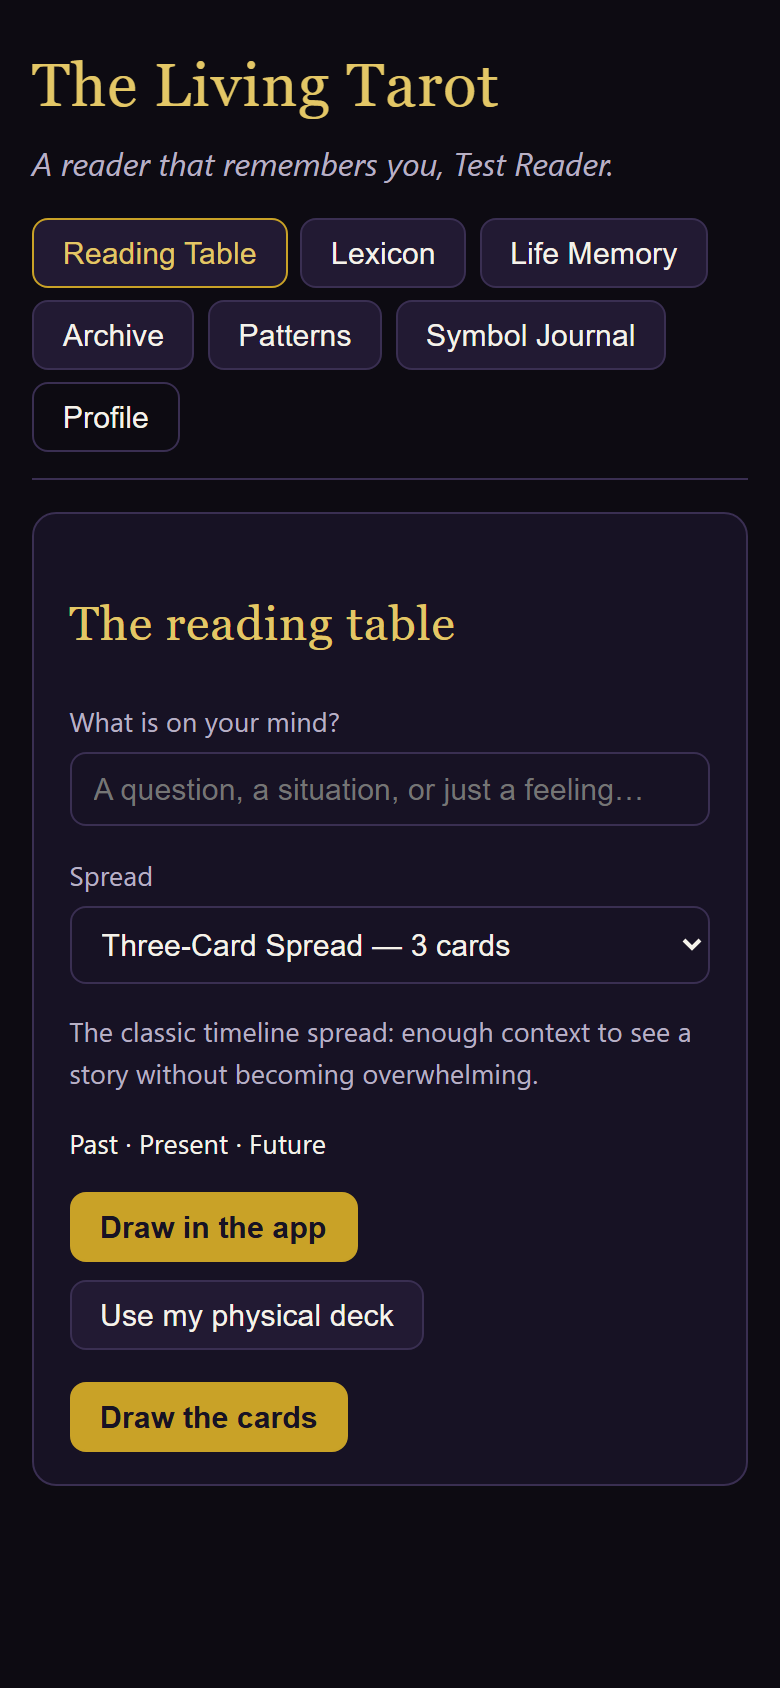 The Living Tarot
A reader that remembers you, Test Reader.
Reading Table
Lexicon
Life Memory
Archive
Patterns
Symbol Journal
Profile
The reading table
What is on your mind?
A question, a situation, or just a feeling...
Spread
Three-Card Spread — 3 cards
The classic timeline spread: enough context to see a
story without becoming overwhelming.
Past · Present · Future
Draw in the app
Use my physical deck
Draw the cards